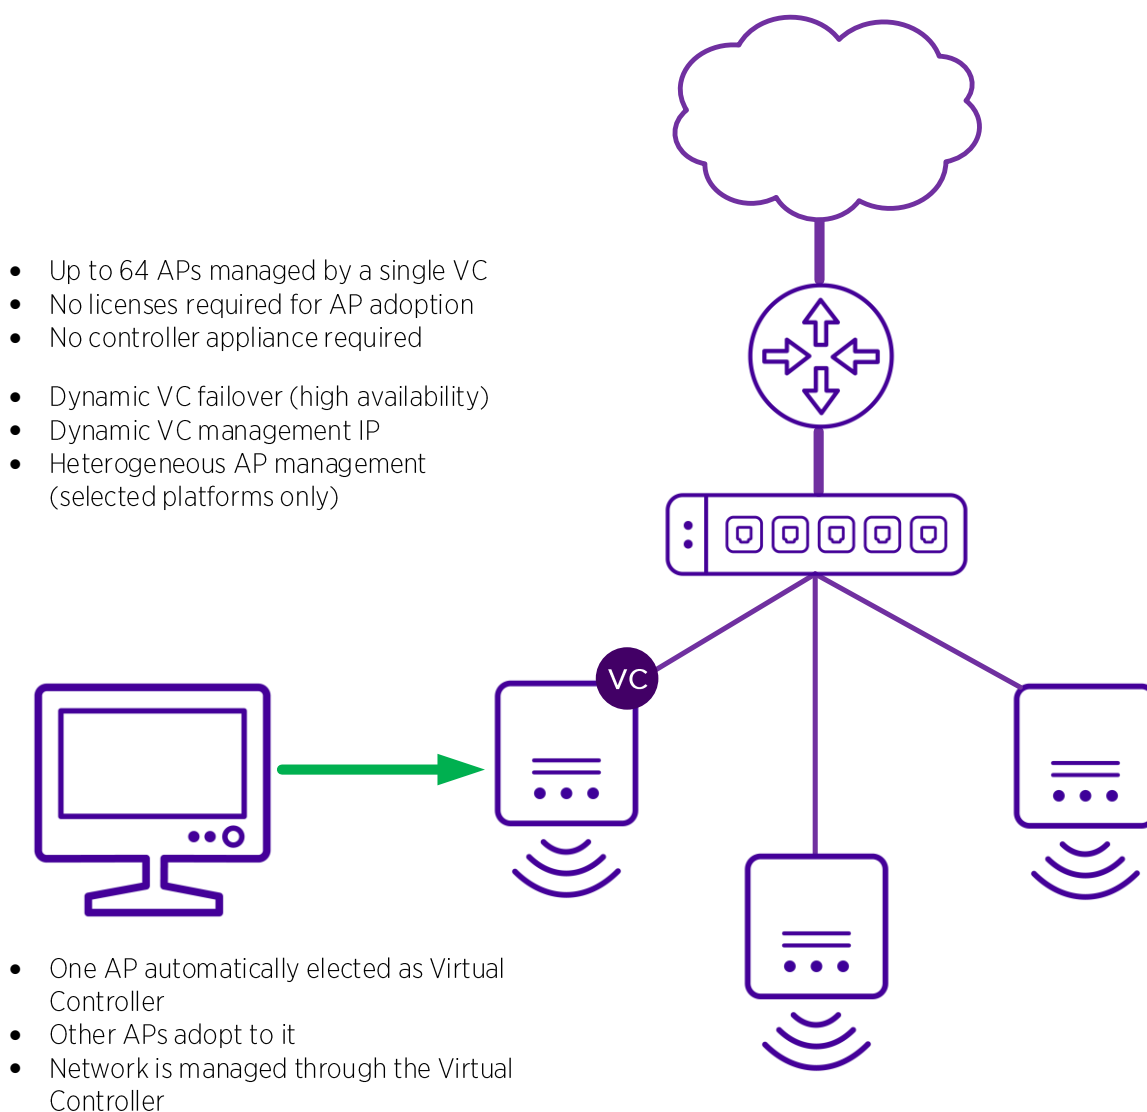 • Up to 64 APs managed by a single VC
• No licenses required for AP adoption
• No controller appliance required
• Dynamic VC failover (high availability)
• Dynamic VC management IP
• Heterogeneous AP management
(selected platforms only)
VC
• One AP automatically elected as Virtual
Controller
• Other APs adopt to it
• Network is managed through the Virtual
Controller